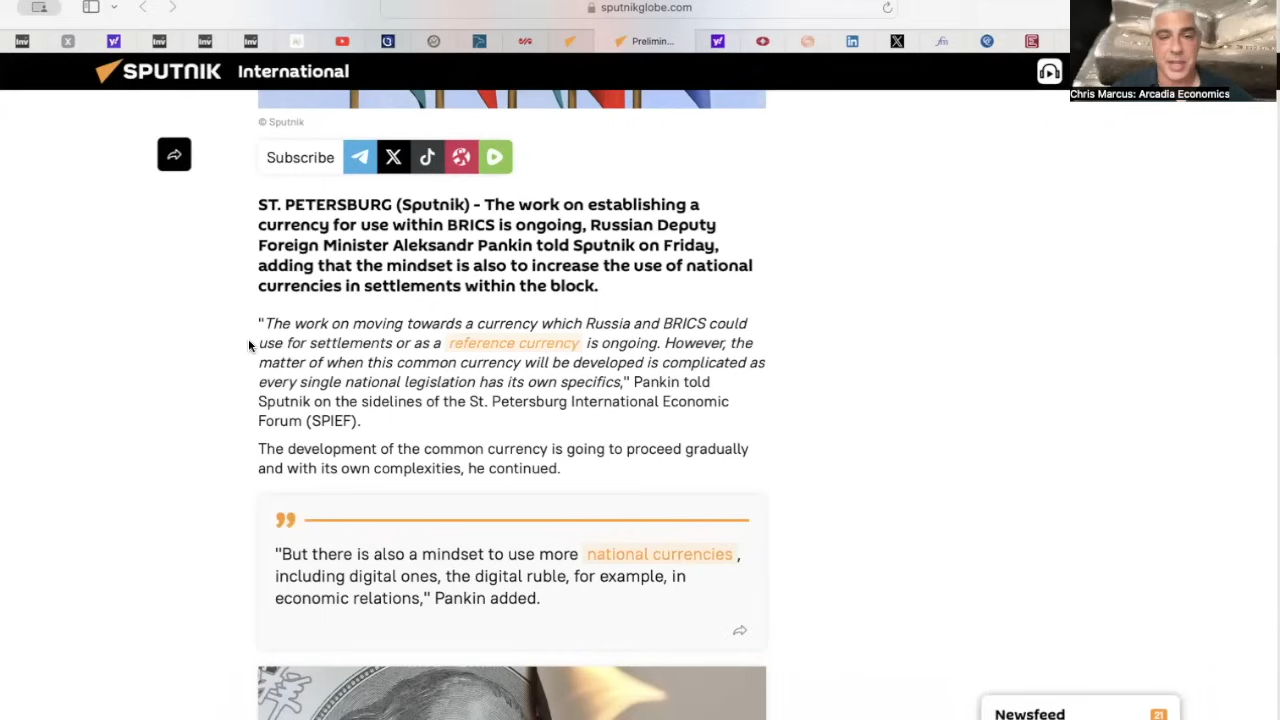 sputnikglobe.com
Inv
X
y!
Inv
Inv
Inv
Prelimin...
y!
in
X
fm
SPUTNIK International
Chris Marcus: Arcadia Economics
© Sputnik
Subscribe
ST. PETERSBURG (Sputnik) - The work on establishing a
currency for use within BRICS is ongoing, Russian Deputy
Foreign Minister Aleksandr Pankin told Sputnik on Friday,
adding that the mindset is also to increase the use of national
currencies in settlements within the block.
"The work on moving towards a currency which Russia and BRICS could
use for settlements or as a reference currency is ongoing. However, the
matter of when this common currency will be developed is complicated as
every single national legislation has its own specifics," Pankin told
Sputnik on the sidelines of the St. Petersburg International Economic
Forum (SPIEF).
The development of the common currency is going to proceed gradually
and with its own complexities, he continued.
"But there is also a mindset to use more national currencies,
including digital ones, the digital ruble, for example, in
economic relations," Pankin added.
Newsfeed
21